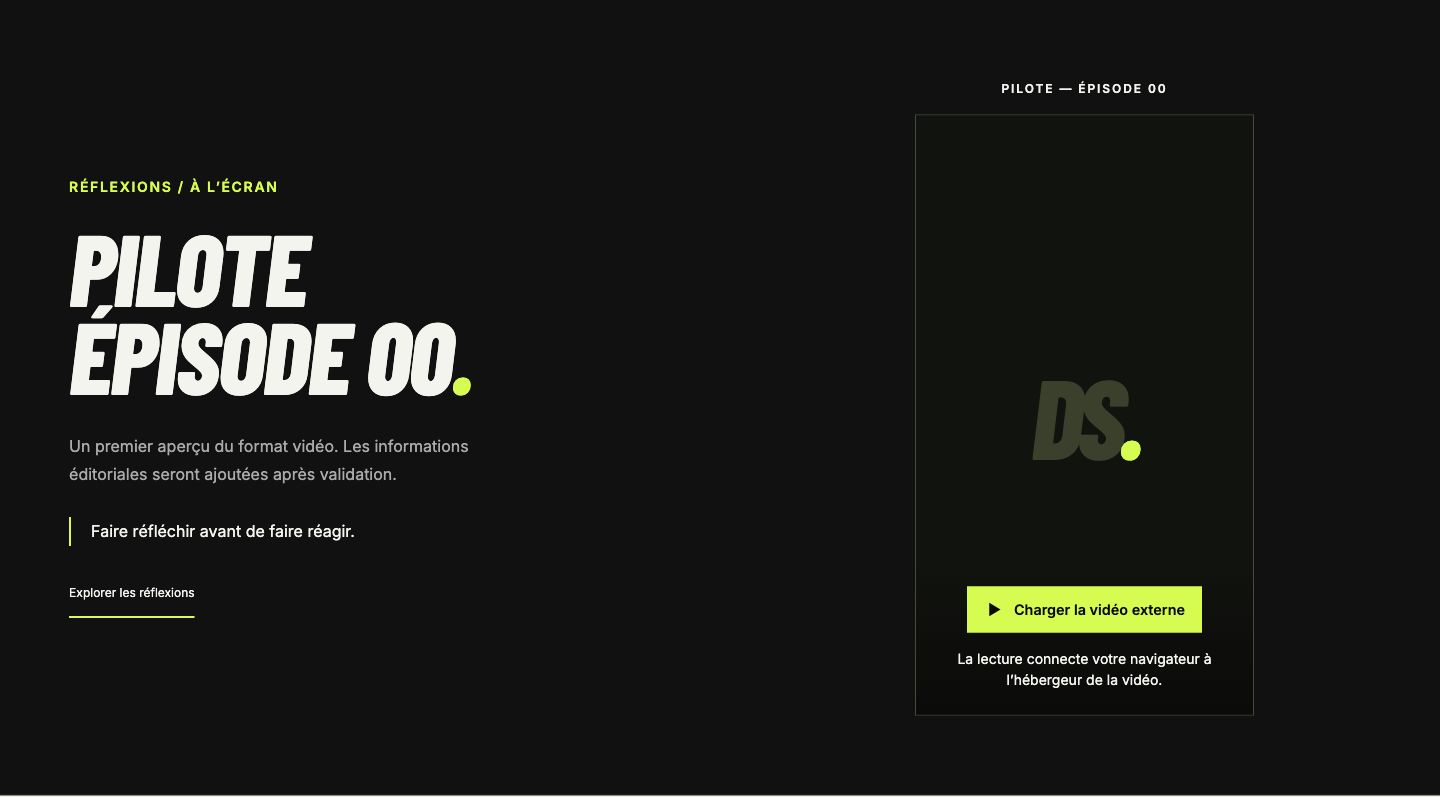 RÉFLEXIONS / À L’ÉCRAN
PILOTE
ÉPISODE 00.
Un premier aperçu du format vidéo. Les informations
éditoriales seront ajoutées après validation.
Faire réfléchir avant de faire réagir.
Explorer les réflexions
PILOTE — ÉPISODE 00
DS.
Charger la vidéo externe
La lecture connecte votre navigateur à
l’hébergeur de la vidéo.